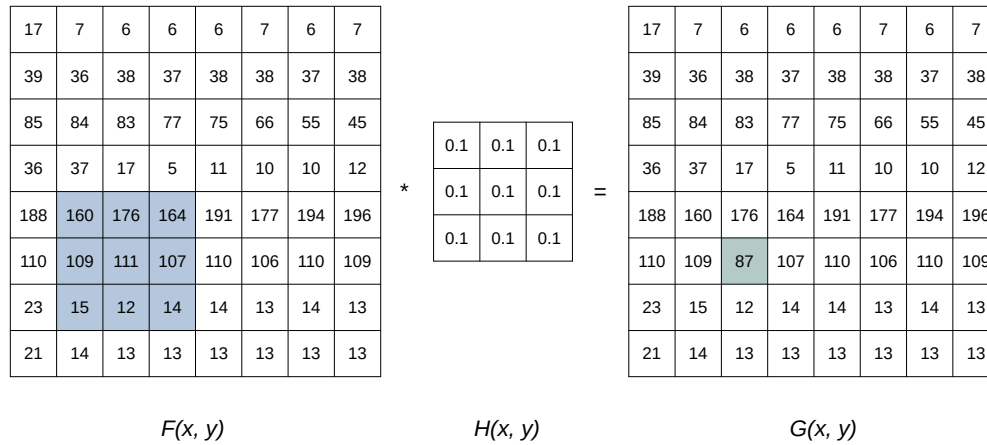 17 7 6 6 6 7 6 7 17 7 6 6 6 7 6 7
39 36 38 37 38 38 37 38 39 36 38 37 38 38 37 38
85 84 83 77 75 66 55 45 85 84 83 77 75 66 55 45
0.1 0.1 0.1
36 37 17 5 11 10 10 12 36 37 17 5 11 10 10 12
188 160 176 164 191 177 194 196 * 0.1 0.1 0.1 = 188 160 176 164 191 177 194 196
0.1 0.1 0.1
110 109 111 107 110 106 110 109 110 109 87 107 110 106 110 109
23 15 12 14 14 13 14 13 23 15 12 14 14 13 14 13
21 14 13 13 13 13 13 13 21 14 13 13 13 13 13 13
F(x, y) H(x, y) G(x, y)